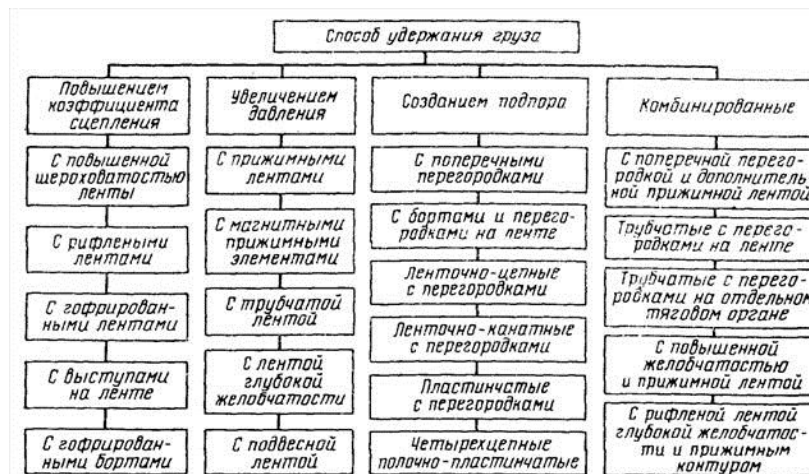 Способ удержания груза
Повышением
коэффициента
сцепления
С повышенной
шероховатостью
ленты
С рифлеными
лентами
С гофрирован-
ными лентами
С выступами
на ленте
С гофрирован-
ными бортами
Увеличением
давления
С прижимными
лентами
С магнитными
прижимными
элементами
С трубчатой
лентой
С лентой
глубокой
желобчатости
С подвесной
лентой
Созданием подпора
С поперечными
перегородками
С бортами и перего-
родками на ленте
Ленточно-цепные
с перегородками
Ленточно-канатные
с перегородками
Пластинчатые
с перегородками
Четырехцепные
полочно-пластинчатые
Комбинированные
С поперечной перего-
родкой и дополнитель
ной прижимной лентой
Трубчатые с перего-
родками на ленте
Трубчатые с перего-
родками на отдельном
тяговом органе
С повышенной
желобчатостью
и прижимной лентой
С рифленой лентой
глубокой желобчатос-
ти и прижимным
контуром